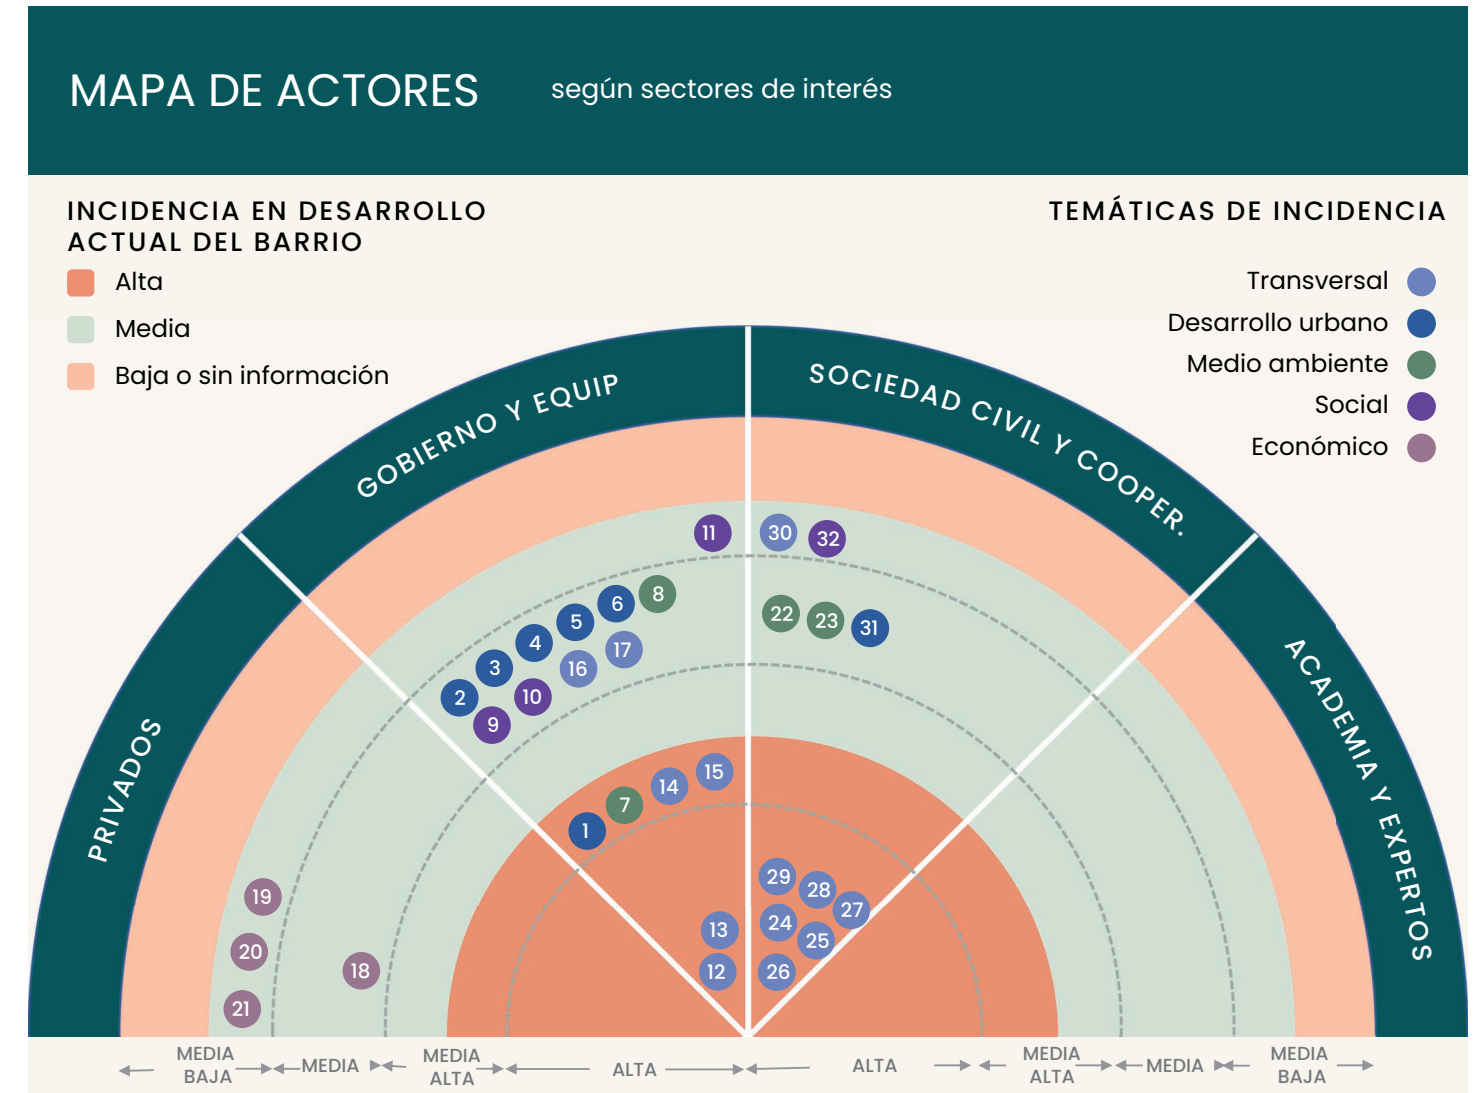 MAPA DE ACTORES
según sectores de interés
INCIDENCIA EN DESARROLLO
ACTUAL DEL BARRIO
Alta
Media
Baja o sin información
TEMÁTICAS DE INCIDENCIA
Transversal
Desarrollo urbano
Medio ambiente
Social
Económico
PRIVADOS
GOBIERNO Y EQUIP
SOCIEDAD CIVIL Y COOPER.
ACADEMIA Y EXPERTOS
11
30
32
8
6
5
4
3
2
17
16
10
9
22
23
31
15
14
7
1
29
28
27
24
25
26
13
12
19
20
21
18
MEDIA
BAJA
MEDIA
MEDIA
ALTA
ALTA
ALTA
MEDIA
ALTA
MEDIA
MEDIA
BAJA